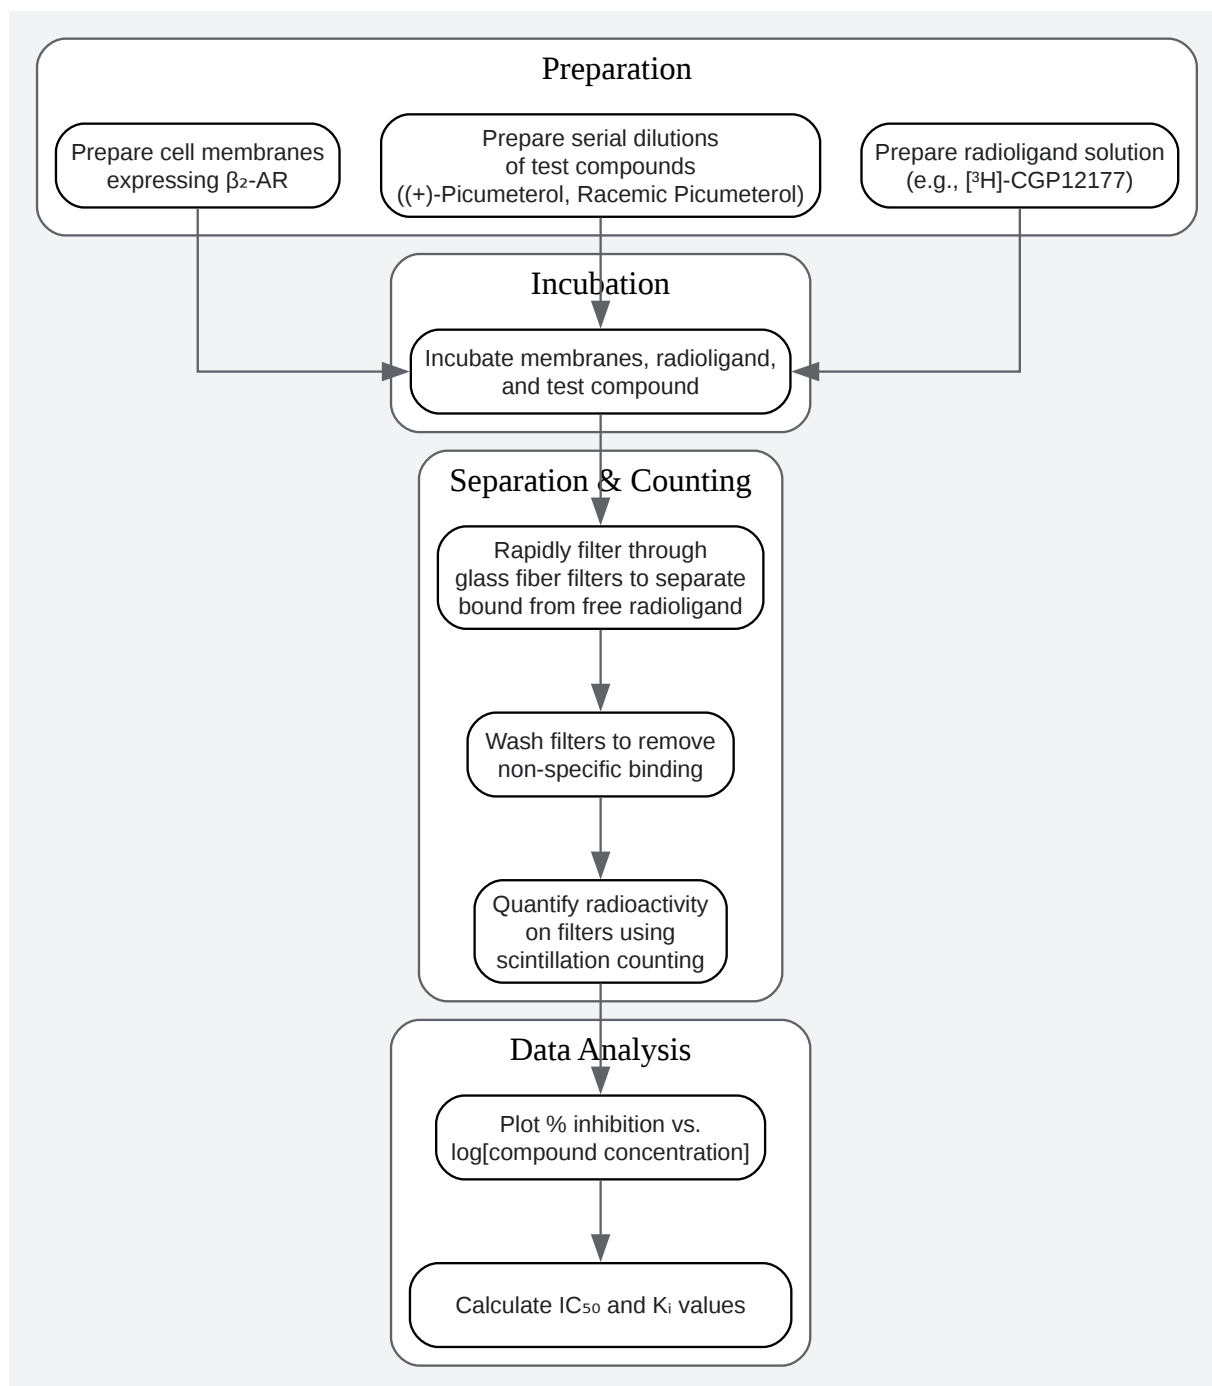 Preparation
Prepare cell membranes
expressing β₂-AR
Prepare serial dilutions
of test compounds
((+)-Picumeterol, Racemic Picumeterol)
Prepare radioligand solution
(e.g., [³H]-CGP12177)
Incubation
Incubate membranes, radioligand,
and test compound
Separation & Counting
Rapidly filter through
glass fiber filters to separate
bound from free radioligand
Wash filters to remove
non-specific binding
Quantify radioactivity
on filters using
scintillation counting
Data Analysis
Plot % inhibition vs.
log[compound concentration]
Calculate IC₅₀ and Kᵢ values